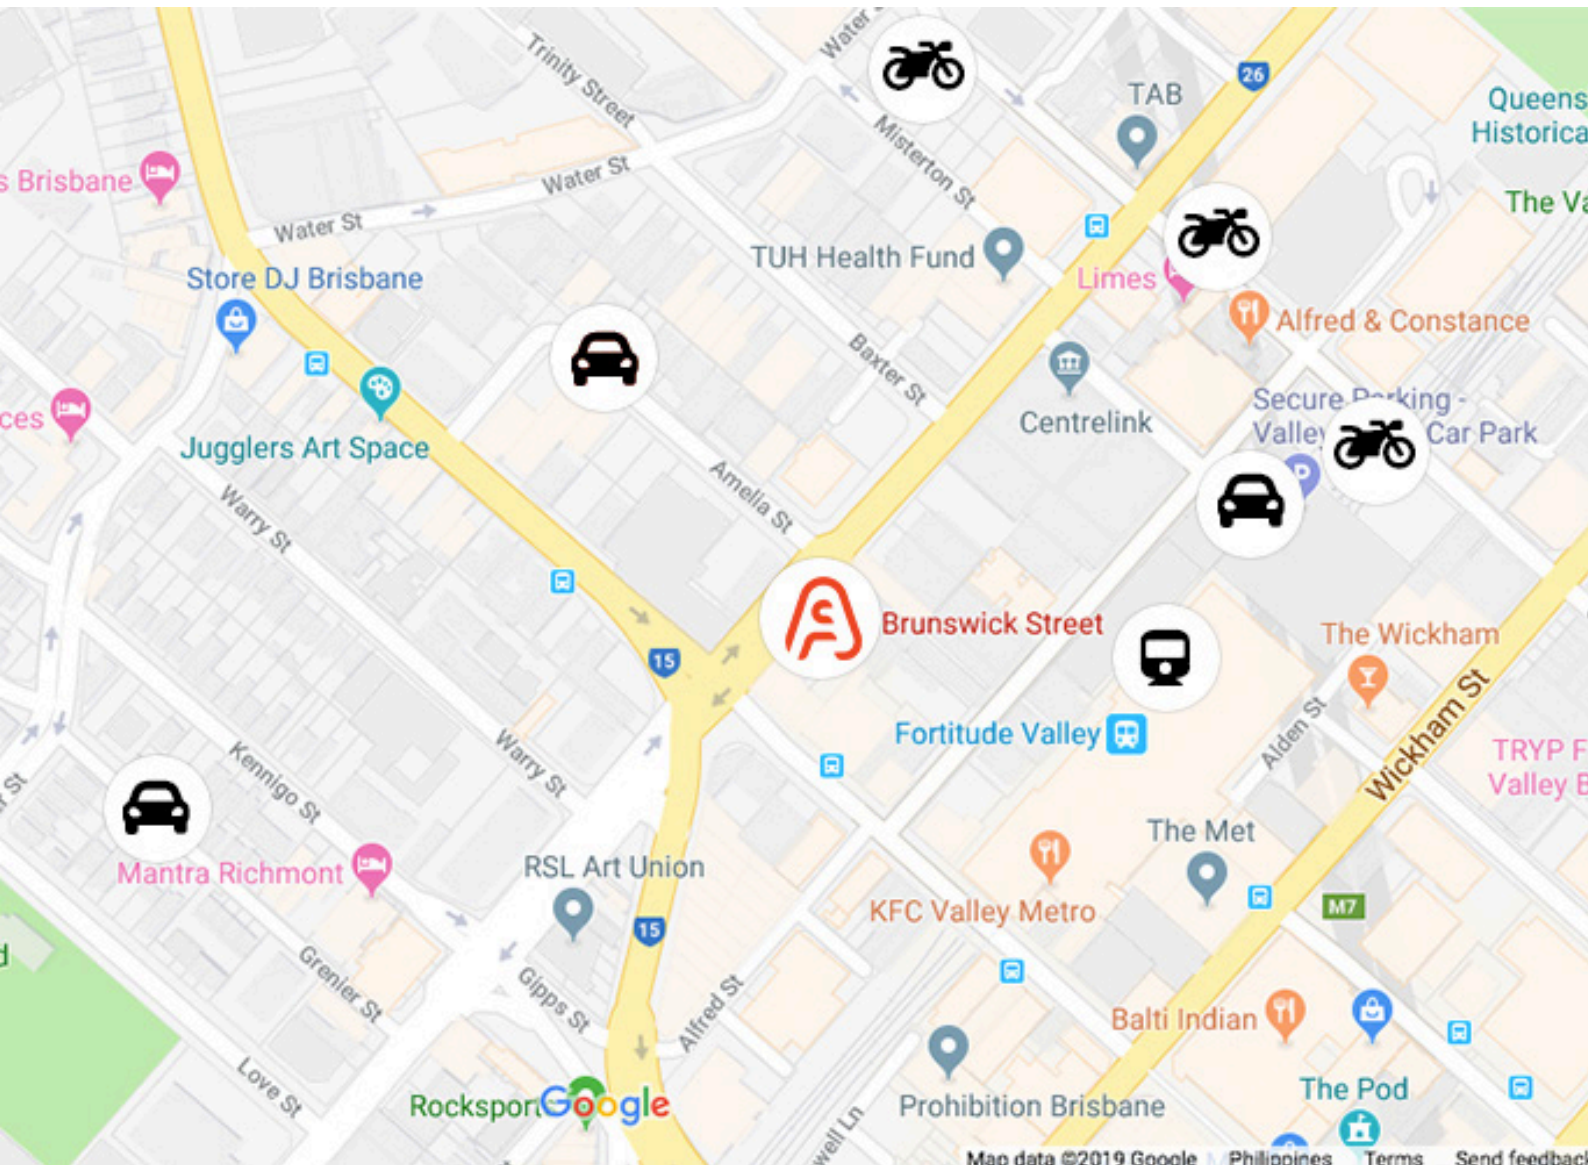 Water
Trinity Street
26
TAB
Queens
Historica
Misterton St
s Brisbane
Water St
The Va
Water St
TUH Health Fund
Limes
Store DJ Brisbane
Alfred & Constance
Baxter St
Centrelink
Secure Parking -
Valley
Car Park
ces
Jugglers Art Space
P
Amelia St
Warry St
Brunswick Street
The Wickham
15
Fortitude Valley
Alden St
Wickham St
TRYP F
Valley B
Warry St
Kennigo St
r St
The Met
Mantra Richmont
RSL Art Union
KFC Valley Metro
M7
15
d
Grenier St
Gipps St
Alfred St
Balti Indian
Love St
Rocksport
Google
Prohibition Brisbane
The Pod
well Ln
Map data ©2019 Google
Philippines
Terms
Send feedback